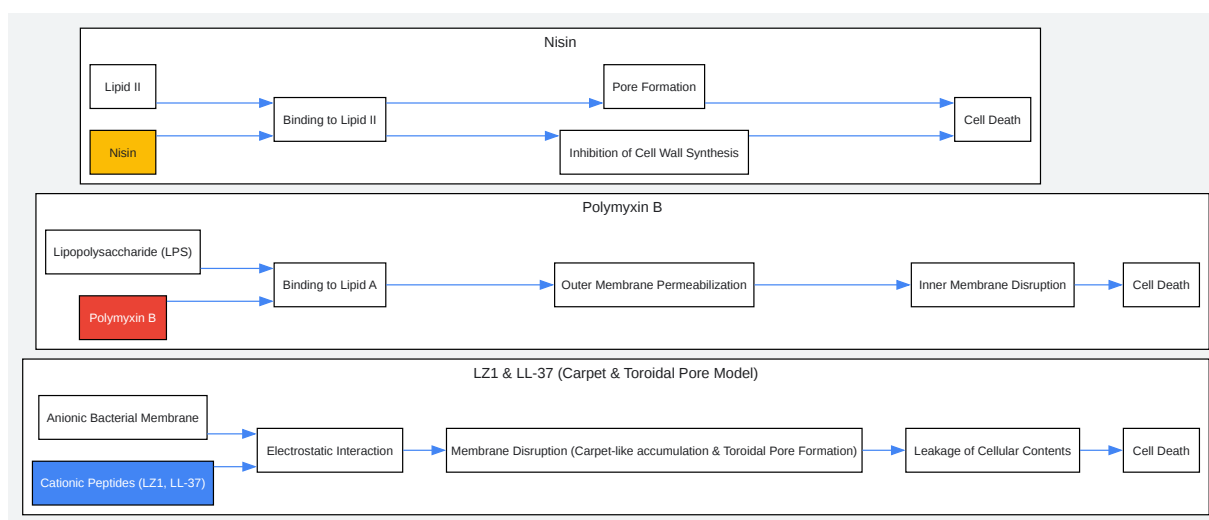 Nisin
Lipid II
Nisin
Binding to Lipid II
Pore Formation
Inhibition of Cell Wall Synthesis
Cell Death
Polymyxin B
Lipopolysaccharide (LPS)
Polymyxin B
Binding to Lipid A
Outer Membrane Permeabilization
Inner Membrane Disruption
Cell Death
LZ1 & LL-37 (Carpet & Toroidal Pore Model)
Anionic Bacterial Membrane
Cationic Peptides (LZ1, LL-37)
Electrostatic Interaction
Membrane Disruption (Carpet-like accumulation & Toroidal Pore Formation)
Leakage of Cellular Contents
Cell Death